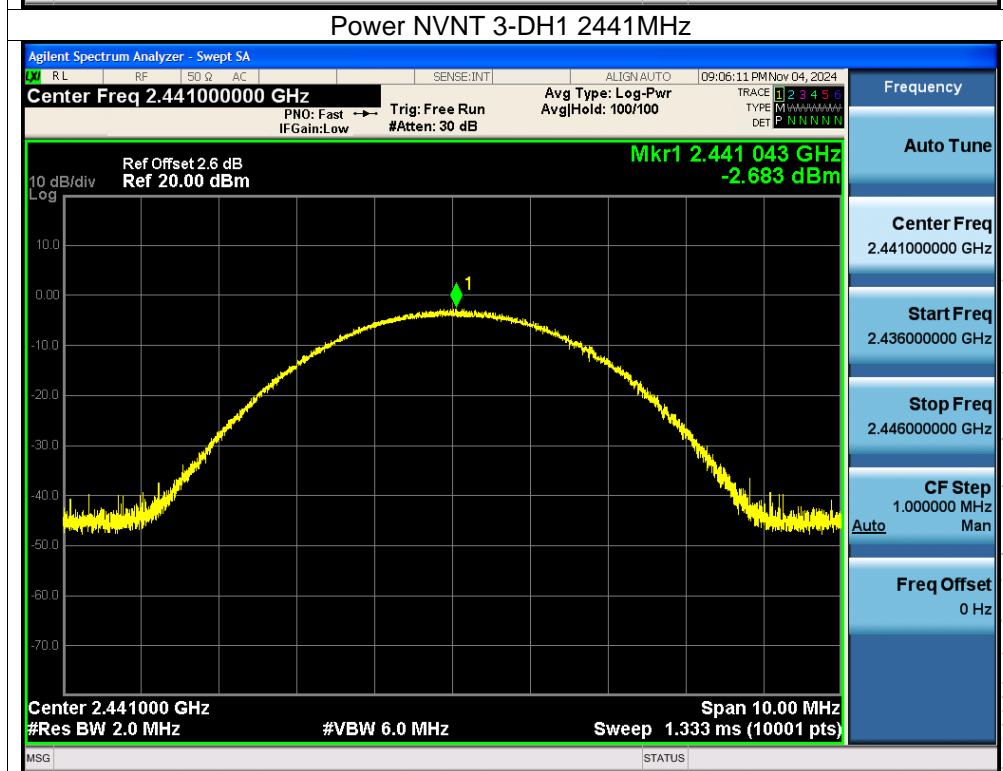 Power NVNT 3-DH1 2441MHz
Agilent Spectrum Analyzer - Swept SA
LXI RL RF 50 Ω AC SENSE:INT ALIGN AUTO 09:06:11 PM Nov 04, 2024
Center Freq 2.441000000 GHz
PNO: Fast
IFGain:Low
Trig: Free Run
#Atten: 30 dB
Avg Type: Log-Pwr
Avg|Hold: 100/100
TRACE 1 2 3 4 5 6
TYPE M WWWWW
DET P N N N N N
Mkr1 2.441 043 GHz
-2.683 dBm
Ref Offset 2.6 dB
10 dB/div Ref 20.00 dBm
Log
10.0
0.00
-10.0
-20.0
-30.0
-40.0
-50.0
-60.0
-70.0
1
Center 2.441000 GHz Span 10.00 MHz
#Res BW 2.0 MHz #VBW 6.0 MHz Sweep 1.333 ms (10001 pts)
MSG STATUS
Frequency
Auto Tune
Center Freq
2.441000000 GHz
Start Freq
2.436000000 GHz
Stop Freq
2.446000000 GHz
CF Step
1.000000 MHz
Auto Man
Freq Offset
0 Hz